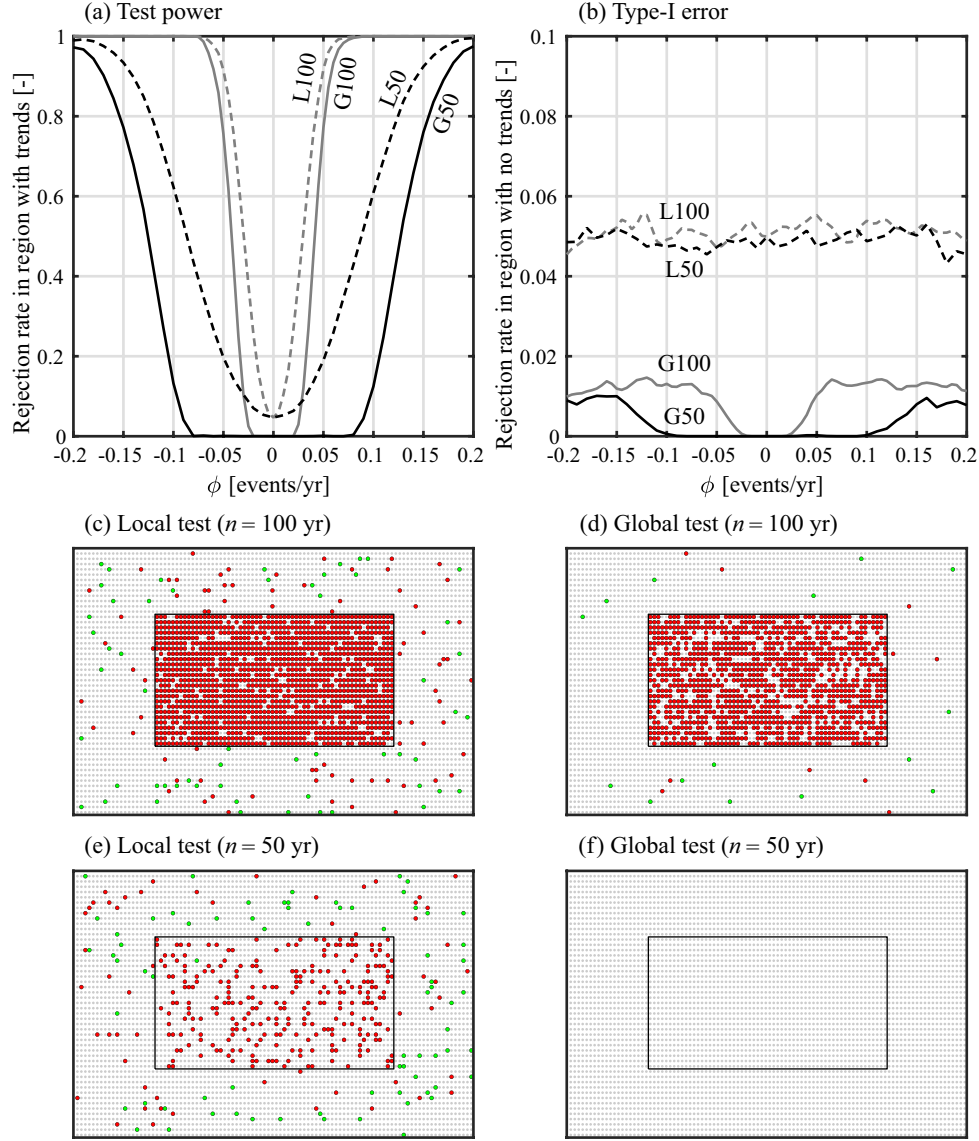 (a) Test power
Rejection rate in region with trends [-]
1
0.8
0.6
0.4
0.2
0
-0.2 -0.15 -0.1 -0.05 0 0.05 0.1 0.15 0.2
ϕ [events/yr]
L100
G100
L50
G50
(b) Type-I error
Rejection rate in region with no trends [-]
0.1
0.08
0.06
0.04
0.02
0
-0.2 -0.15 -0.1 -0.05 0 0.05 0.1 0.15 0.2
ϕ [events/yr]
L100
L50
G100
G50
(c) Local test (n = 100 yr)
(d) Global test (n = 100 yr)
(e) Local test (n = 50 yr)
(f) Global test (n = 50 yr)